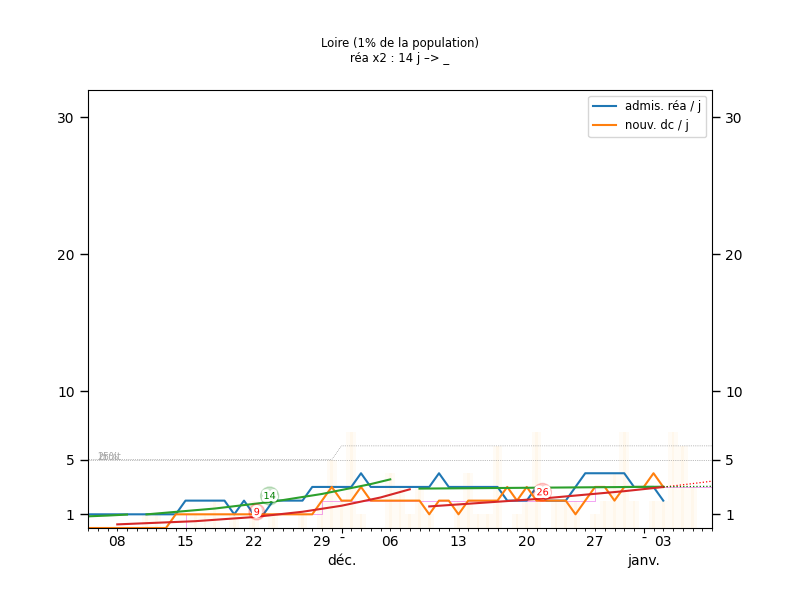 Loire (1% de la population)
réa x2 : 14 j –> _
admis. réa / j
nouv. dc / j
30 30
20 20
10 10
5 5
1 1
14
9
26
08 15 22 29 - 06 13 20 27 - 03
déc. janv.